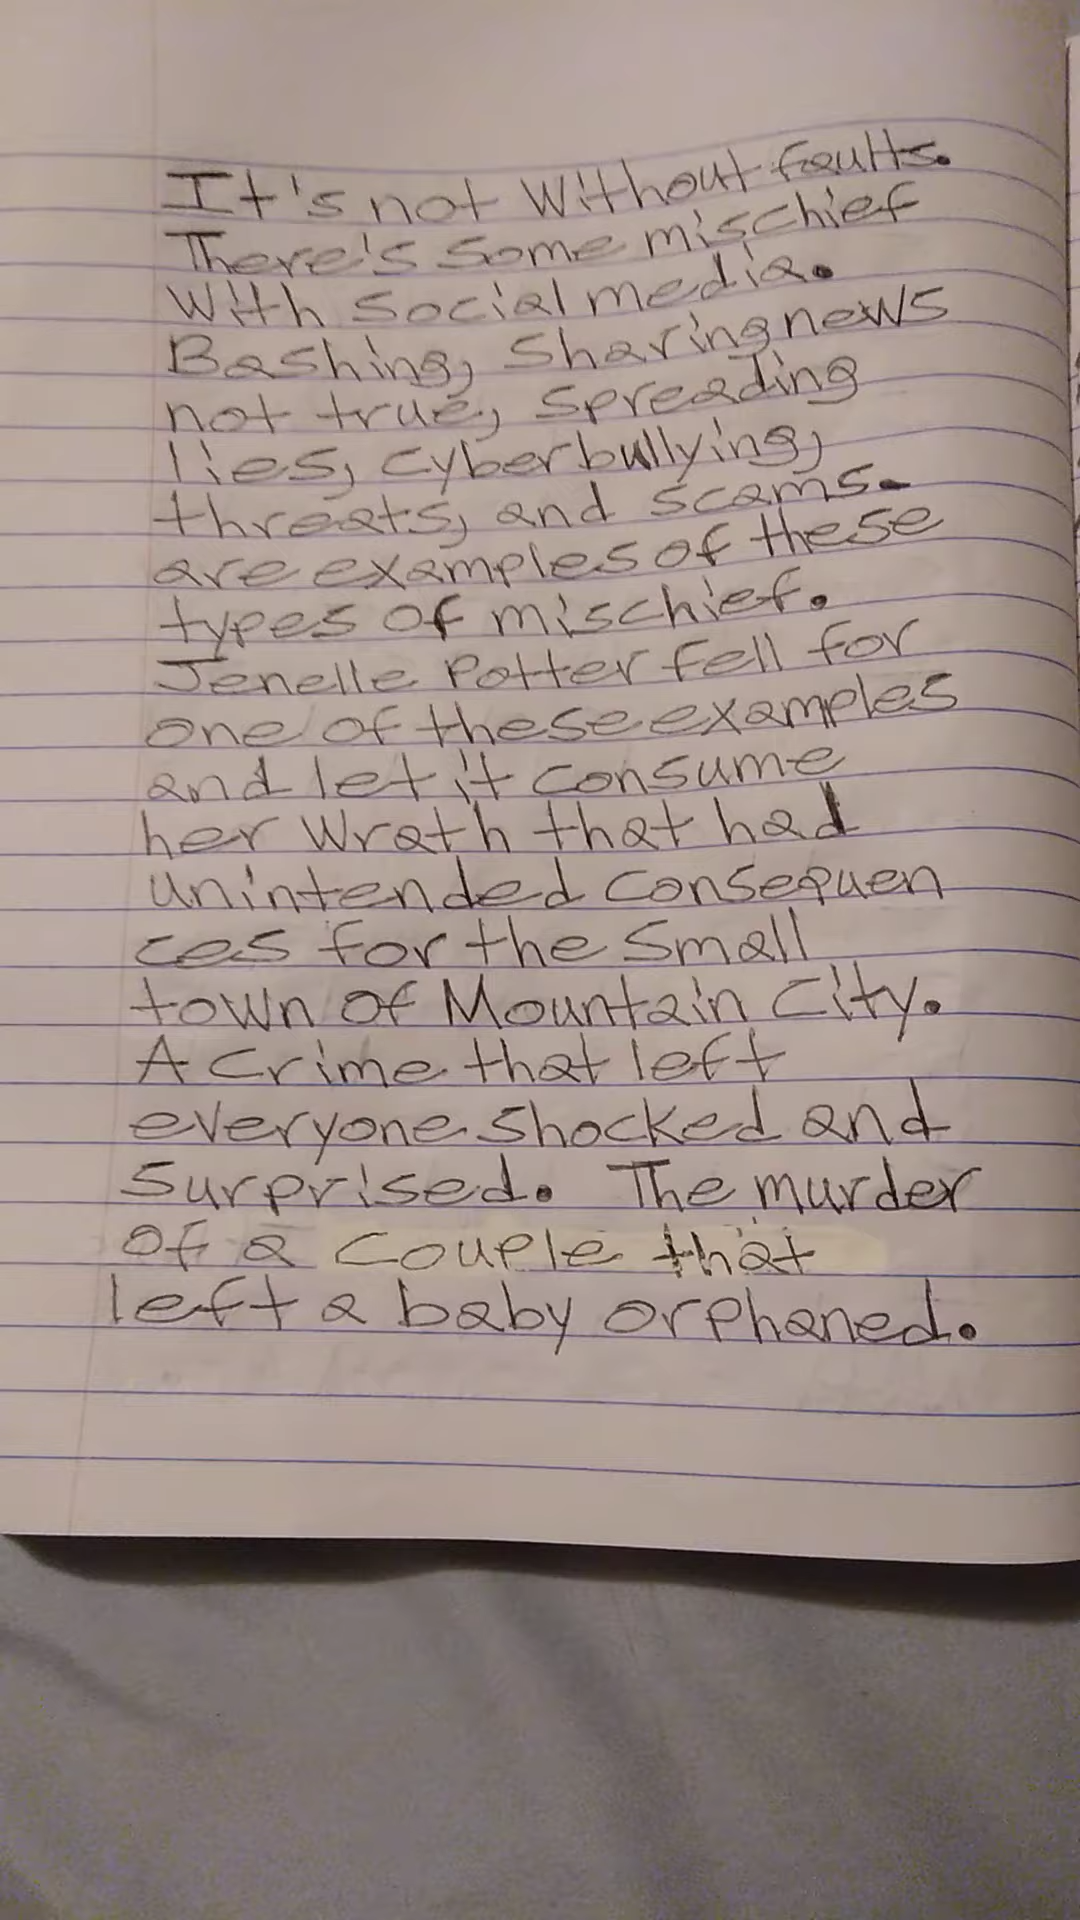 It's not without faults.
There's some mischief
with social media.
Bashing, sharing news
not true, spreading
lies, cyberbullying,
threats, and scams.
are examples of these
types of mischief.
Jenelle Potter fell for
one of these examples
and let it consume
her wrath that had
unintended consequen
ces for the small
town of Mountain City.
A crime that left
everyone shocked and
surprised. The murder
of a couple that
left a baby orphaned.